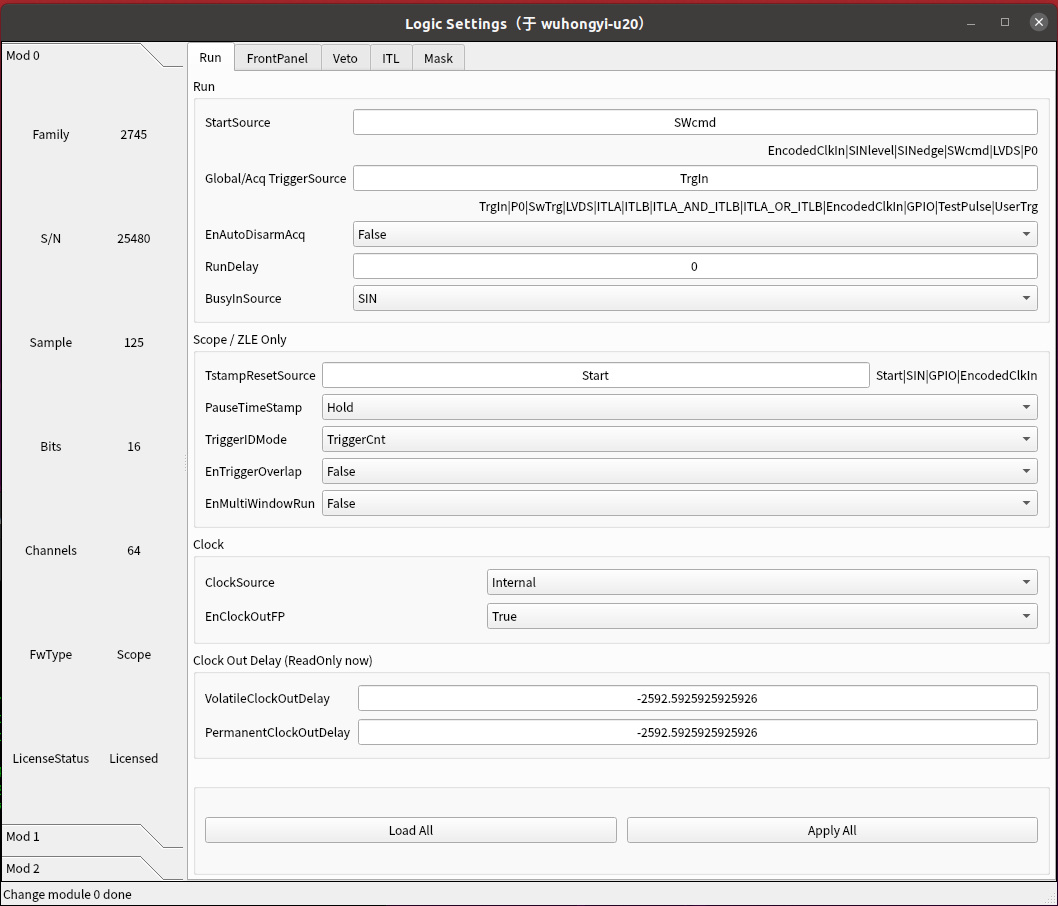 Logic Settings（于 wuhongyi-u20）
Mod 0
Family 2745
S/N 25480
Sample 125
Bits 16
Channels 64
FwType Scope
LicenseStatus Licensed
Mod 1
Mod 2
Run FrontPanel Veto ITL Mask
Run
StartSource SWcmd
EncodedClkIn|SINlevel|SINedge|SWcmd|LVDS|P0
Global/Acq TriggerSource TrgIn
TrgIn|P0|SwTrg|LVDS|ITLA|ITLB|ITLA_AND_ITLB|ITLA_OR_ITLB|EncodedClkIn|GPIO|TestPulse|UserTrg
EnAutoDisarmAcq False
RunDelay 0
BusyInSource SIN
Scope / ZLE Only
TstampResetSource Start Start|SIN|GPIO|EncodedClkIn
PauseTimeStamp Hold
TriggerIDMode TriggerCnt
EnTriggerOverlap False
EnMultiWindowRun False
Clock
ClockSource Internal
EnClockOutFP True
Clock Out Delay (ReadOnly now)
VolatileClockOutDelay -2592.5925925925926
PermanentClockOutDelay -2592.5925925925926
Load All Apply All
Change module 0 done